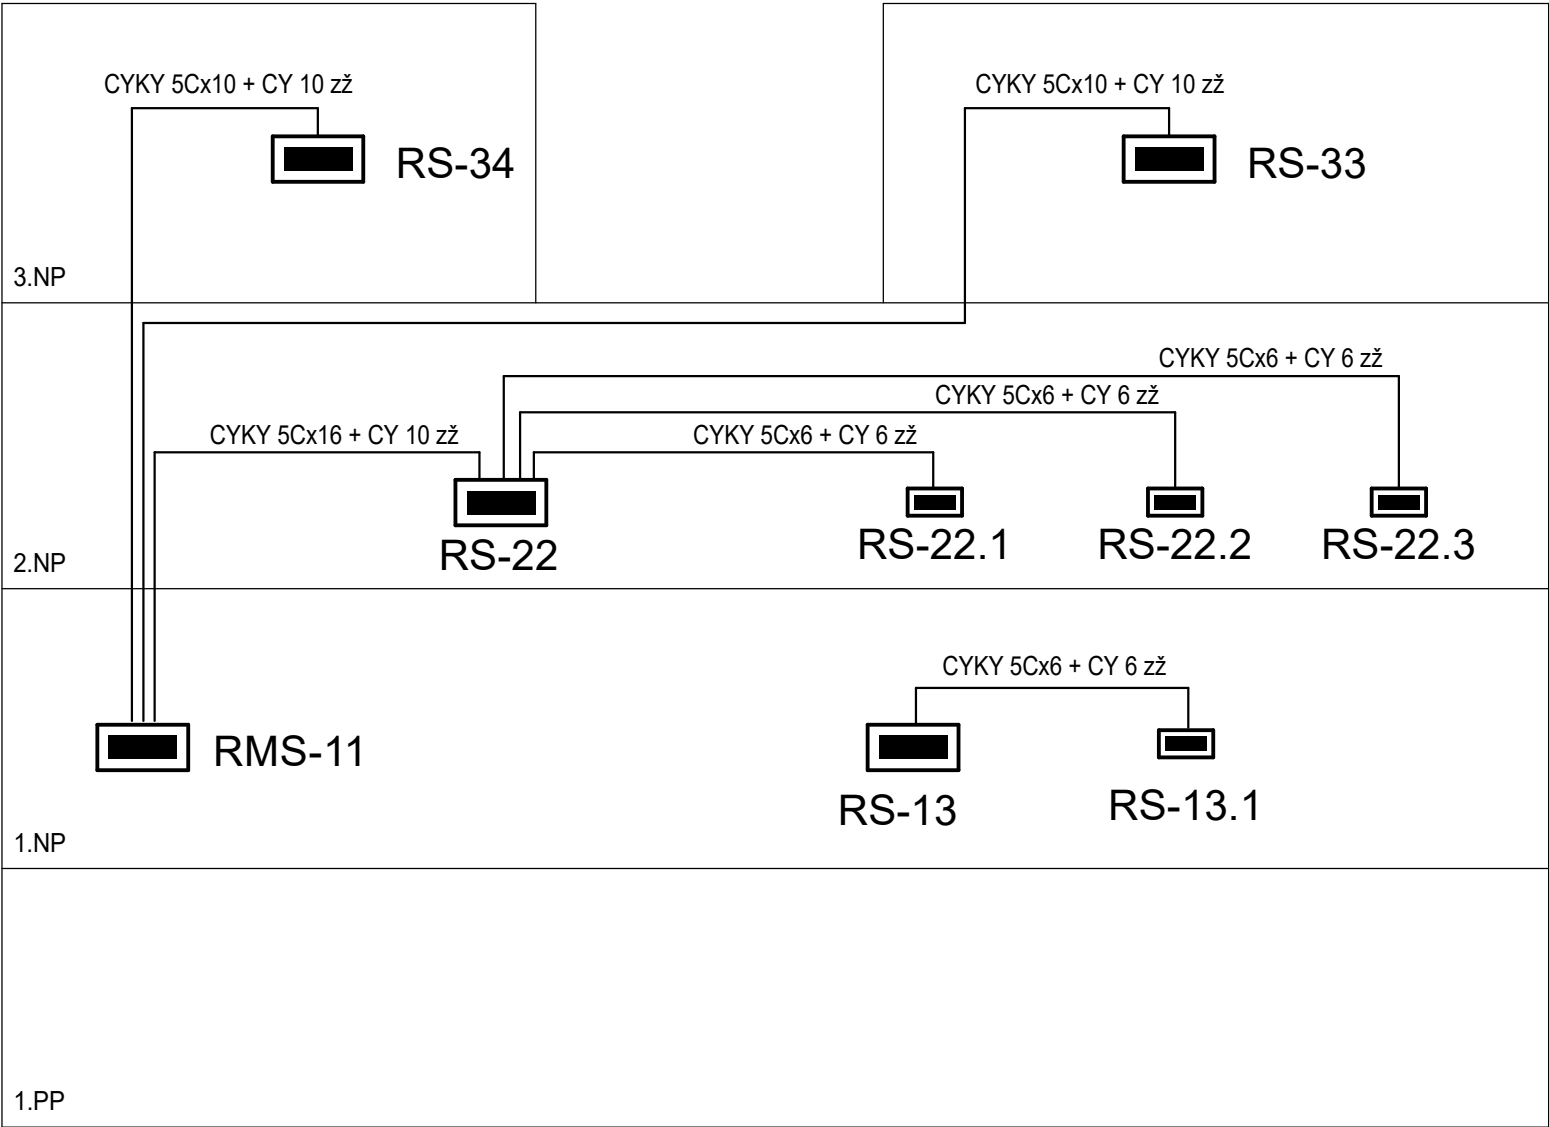 CYKY 5Cx10 + CY 10 zž
CYKY 5Cx10 + CY 10 zž
RS-34
RS-33
3.NP
CYKY 5Cx6 + CY 6 zž
CYKY 5Cx6 + CY 6 zž
CYKY 5Cx16 + CY 10 zž
CYKY 5Cx6 + CY 6 zž
RS-22
RS-22.1
RS-22.2
RS-22.3
2.NP
CYKY 5Cx6 + CY 6 zž
RMS-11
RS-13
RS-13.1
1.NP
1.PP